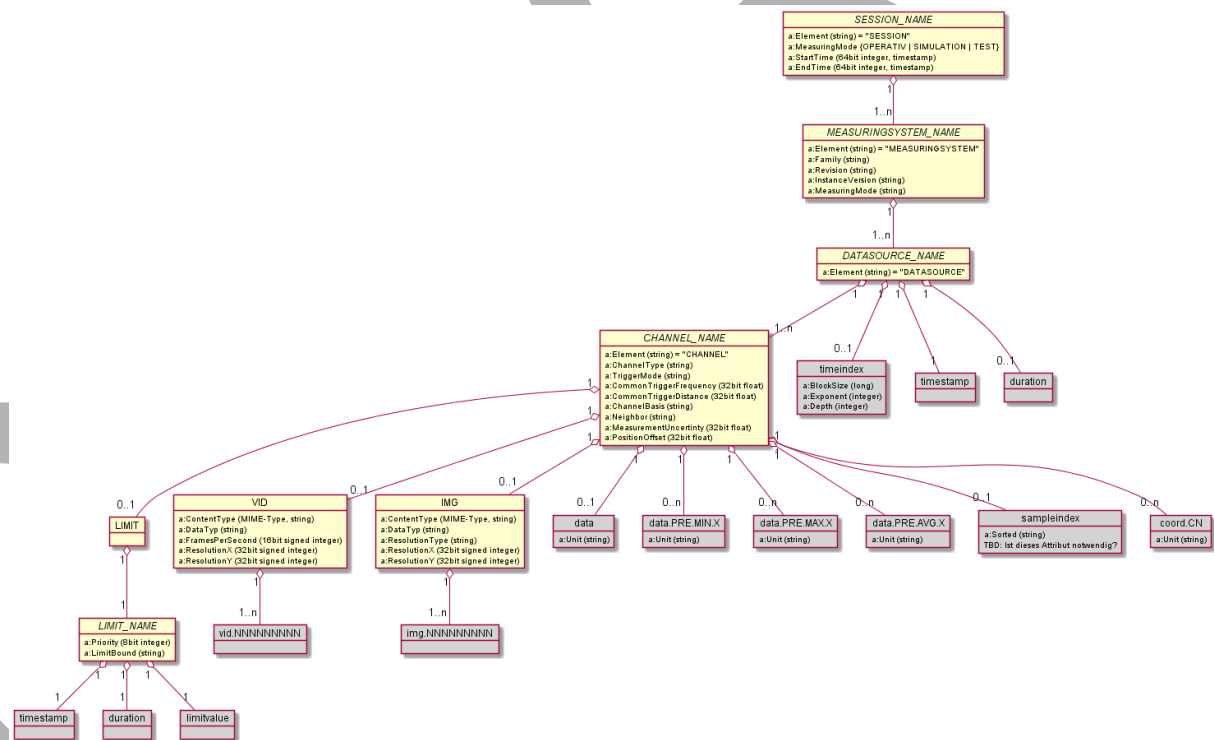 SESSION_NAME
a:Element (string) = "SESSION"
a:MeasuringMode {OPERATIV | SIMULATION | TEST}
a:StartTime (64bit integer, timestamp)
a:EndTime (64bit integer, timestamp)
1
1..n
MEASURINGSYSTEM_NAME
a:Element (string) = "MEASURINGSYSTEM"
a:Family (string)
a:Revision (string)
a:InstanceVersion (string)
a:MeasuringMode (string)
1
1..n
DATASOURCE_NAME
a:Element (string) = "DATASOURCE"
1 1 1 1
1..n
0..1
1
0..1
CHANNEL_NAME
a:Element (string) = "CHANNEL"
a:ChannelType (string)
a:TriggerMode (string)
a:CommonTriggerFrequency (32bit float)
a:CommonTriggerDistance (32bit float)
a:ChannelBasis (string)
a:Neighbor (string)
a:MeasurementUncertinty (32bit float)
a:PositionOffset (32bit float)
timeindex
a:BlockSize (long)
a:Exponent (integer)
a:Depth (integer)
timestamp
duration
1
1
1
1 1 1 1
1
1
0..1
0..1
0..1
0..1
0..n
0..n
0..n
0..1
0..n
LIMIT
VID
a:ContentType (MIME-Type, string)
a:DataTyp (string)
a:FramesPerSecond (16bit signed integer)
a:ResolutionX (32bit signed integer)
a:ResolutionY (32bit signed integer)
IMG
a:ContentType (MIME-Type, string)
a:DataTyp (string)
a:ResolutionType (string)
a:ResolutionX (32bit signed integer)
a:ResolutionY (32bit signed integer)
data
a:Unit (string)
data.PRE.MIN.X
a:Unit (string)
data.PRE.MAX.X
a:Unit (string)
data.PRE.AVG.X
a:Unit (string)
sampleindex
a:Sorted (string)
TBD: Ist dieses Attribut notwendig?
coord.CN
a:Unit (string)
1
1
1
1
1..n
1..n
LIMIT_NAME
a:Priority (8bit integer)
a:LimitBound (string)
vid.NNNNNNNNN
img.NNNNNNNNN
1 1 1
1
1
1
timestamp
duration
limitvalue